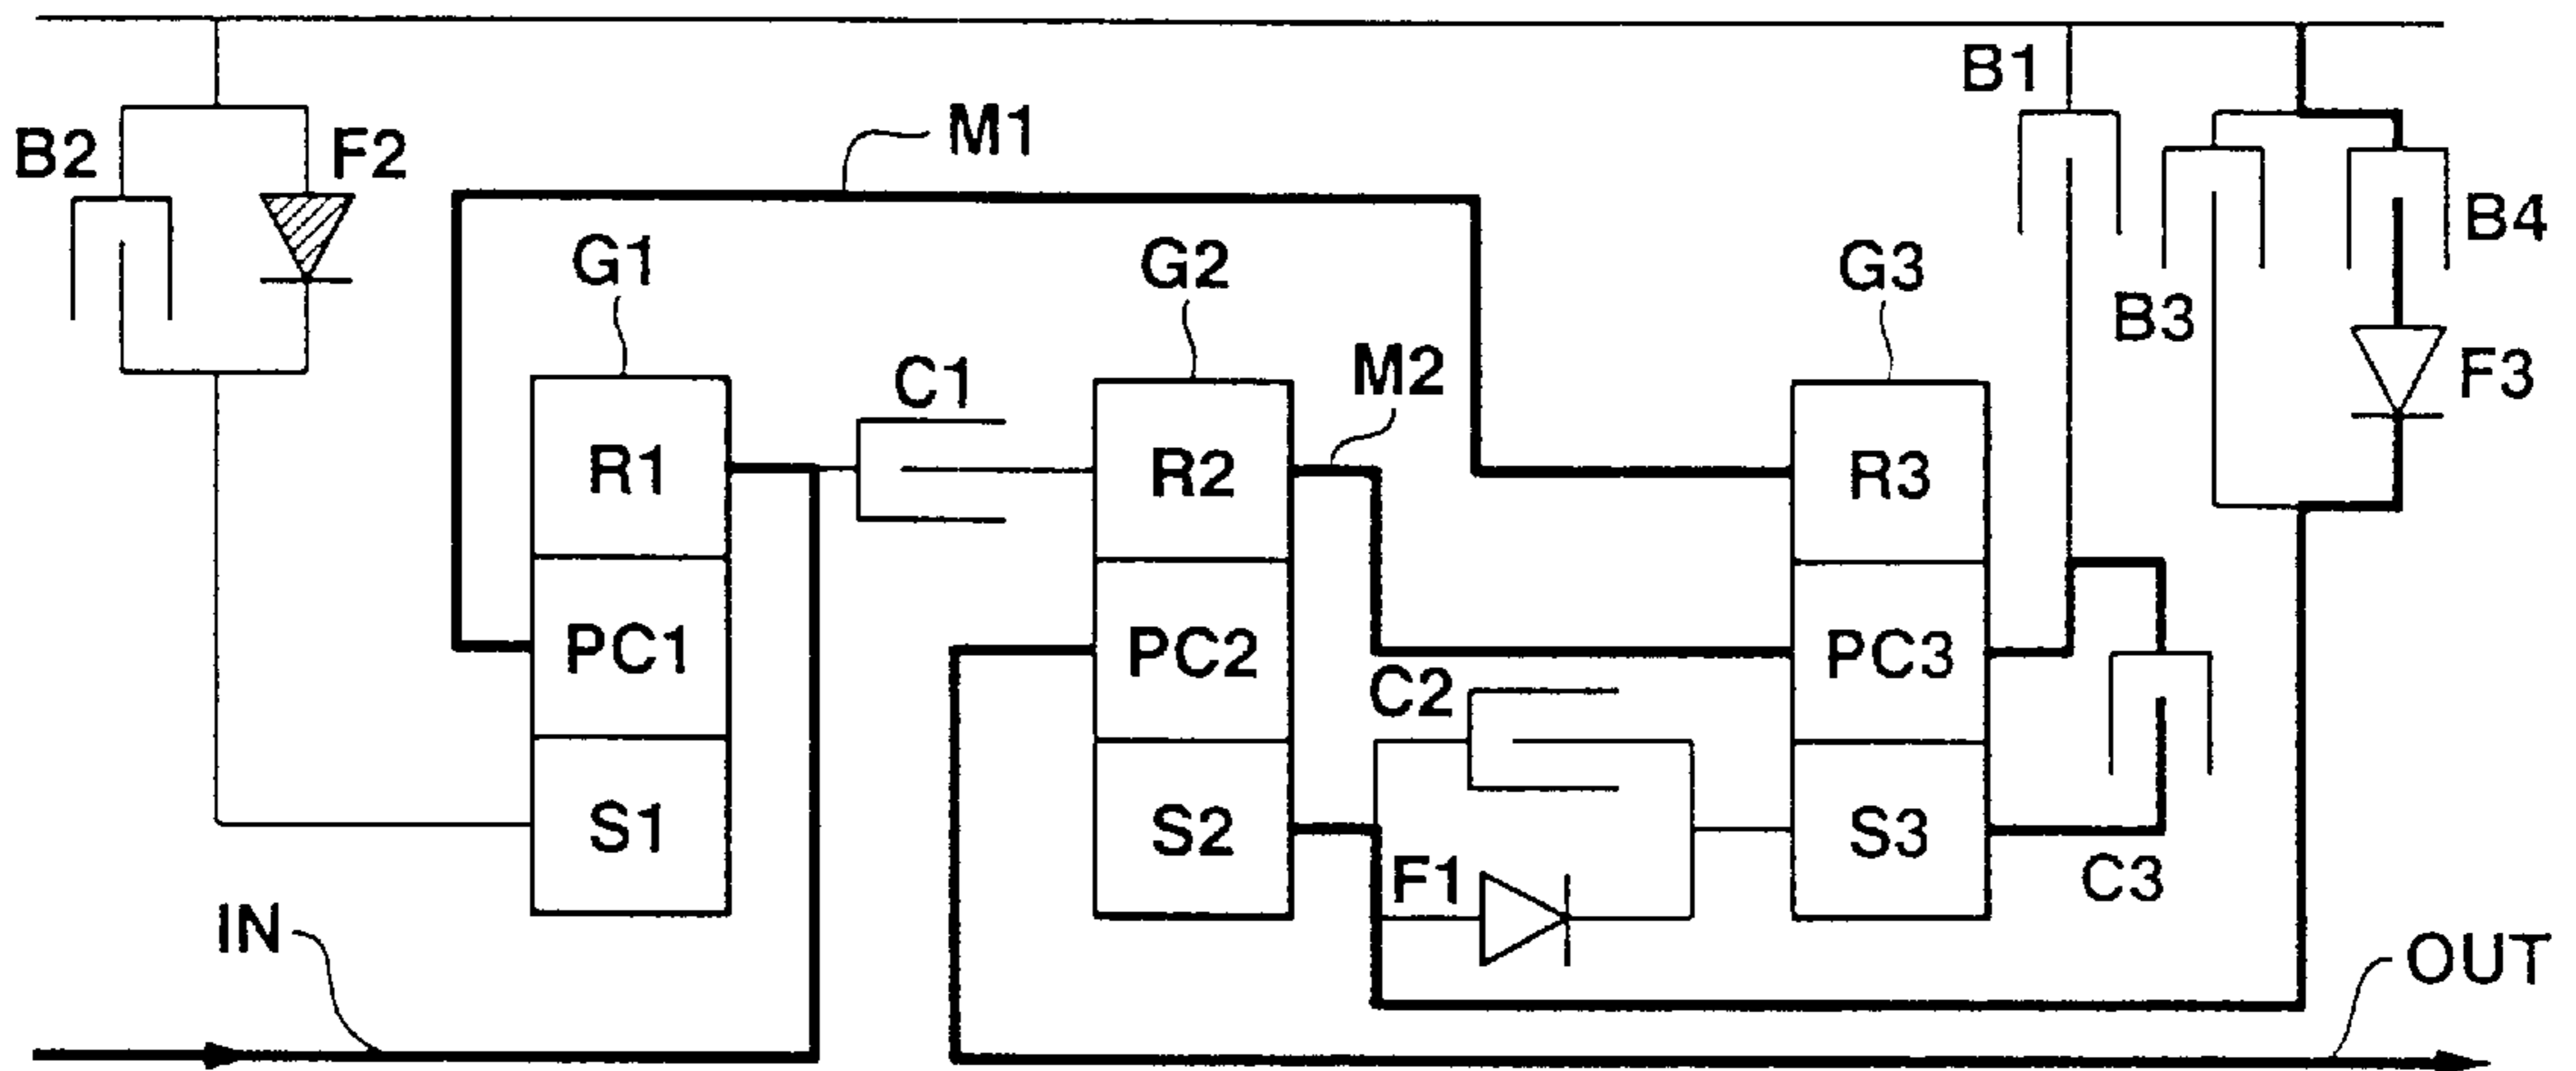 B1
M1
B2
F2
B4
G1
G2
G3
B3
M2
C1
F3
R1
R2
R3
PC1
PC2
PC3
C2
S1
S2
S3
F1
C3
IN
OUT